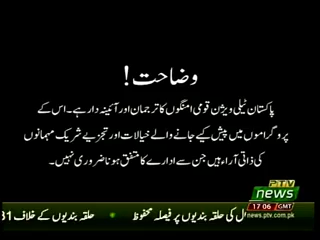 وضاحت!
پاکستان ٹیلی ویژن قومی امنگوں کا ترجمان اور آئینہ دار ہے۔ اس کے
پروگراموں میں پیش کیے جانے والے خیالات اور تجزیے شریک مہمانوں
کی ذاتی آراء ہیں جن سے ادارے کا متفق ہونا ضروری نہیں۔
PTV
news
17 06 GMT
www.ptv.com.pk
ل کی حلقہ بندیوں پر فیصلہ محفوظ • حلقہ بندیوں کے خلاف 81